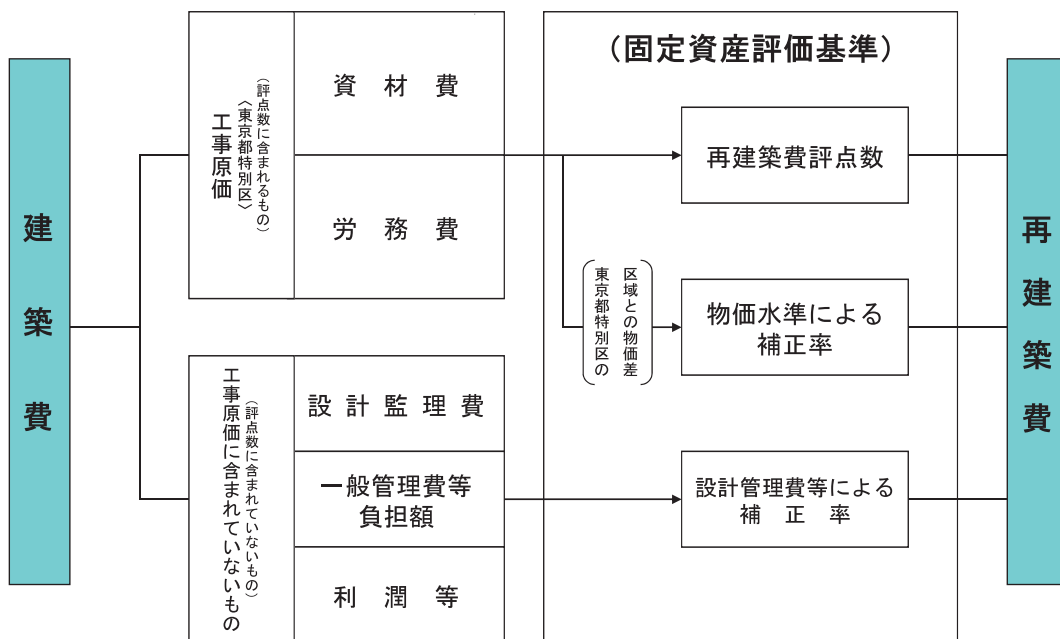 建築費
工事原価
〈東京都特別区〉
（評点数に含まれるもの）
資材費
労務費
工事原価に含まれていないもの
（評点数に含まれていないもの）
設計監理費
一般管理費等
負担額
利潤等
（固定資産評価基準）
再建築費評点数
（東京都特別区の
区域との物価差）
物価水準による
補正率
設計管理費等による
補正率
再建築費